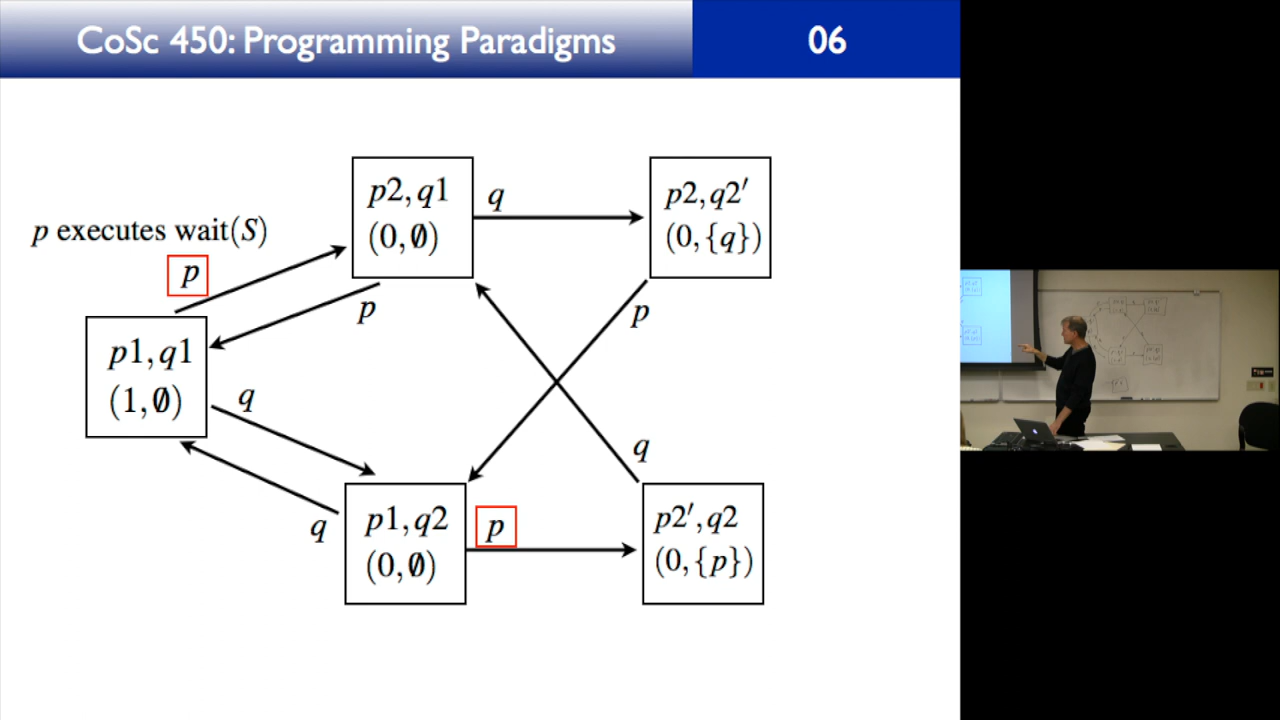 CoSc 450: Programming Paradigms
06
p executes wait(S)
p
p2, q1
(0, ∅)
q
p2, q2′
(0, {q})
p
p
p1, q1
(1, ∅)
q
q
q
p1, q2
(0, ∅)
p
p2′, q2
(0, {p})